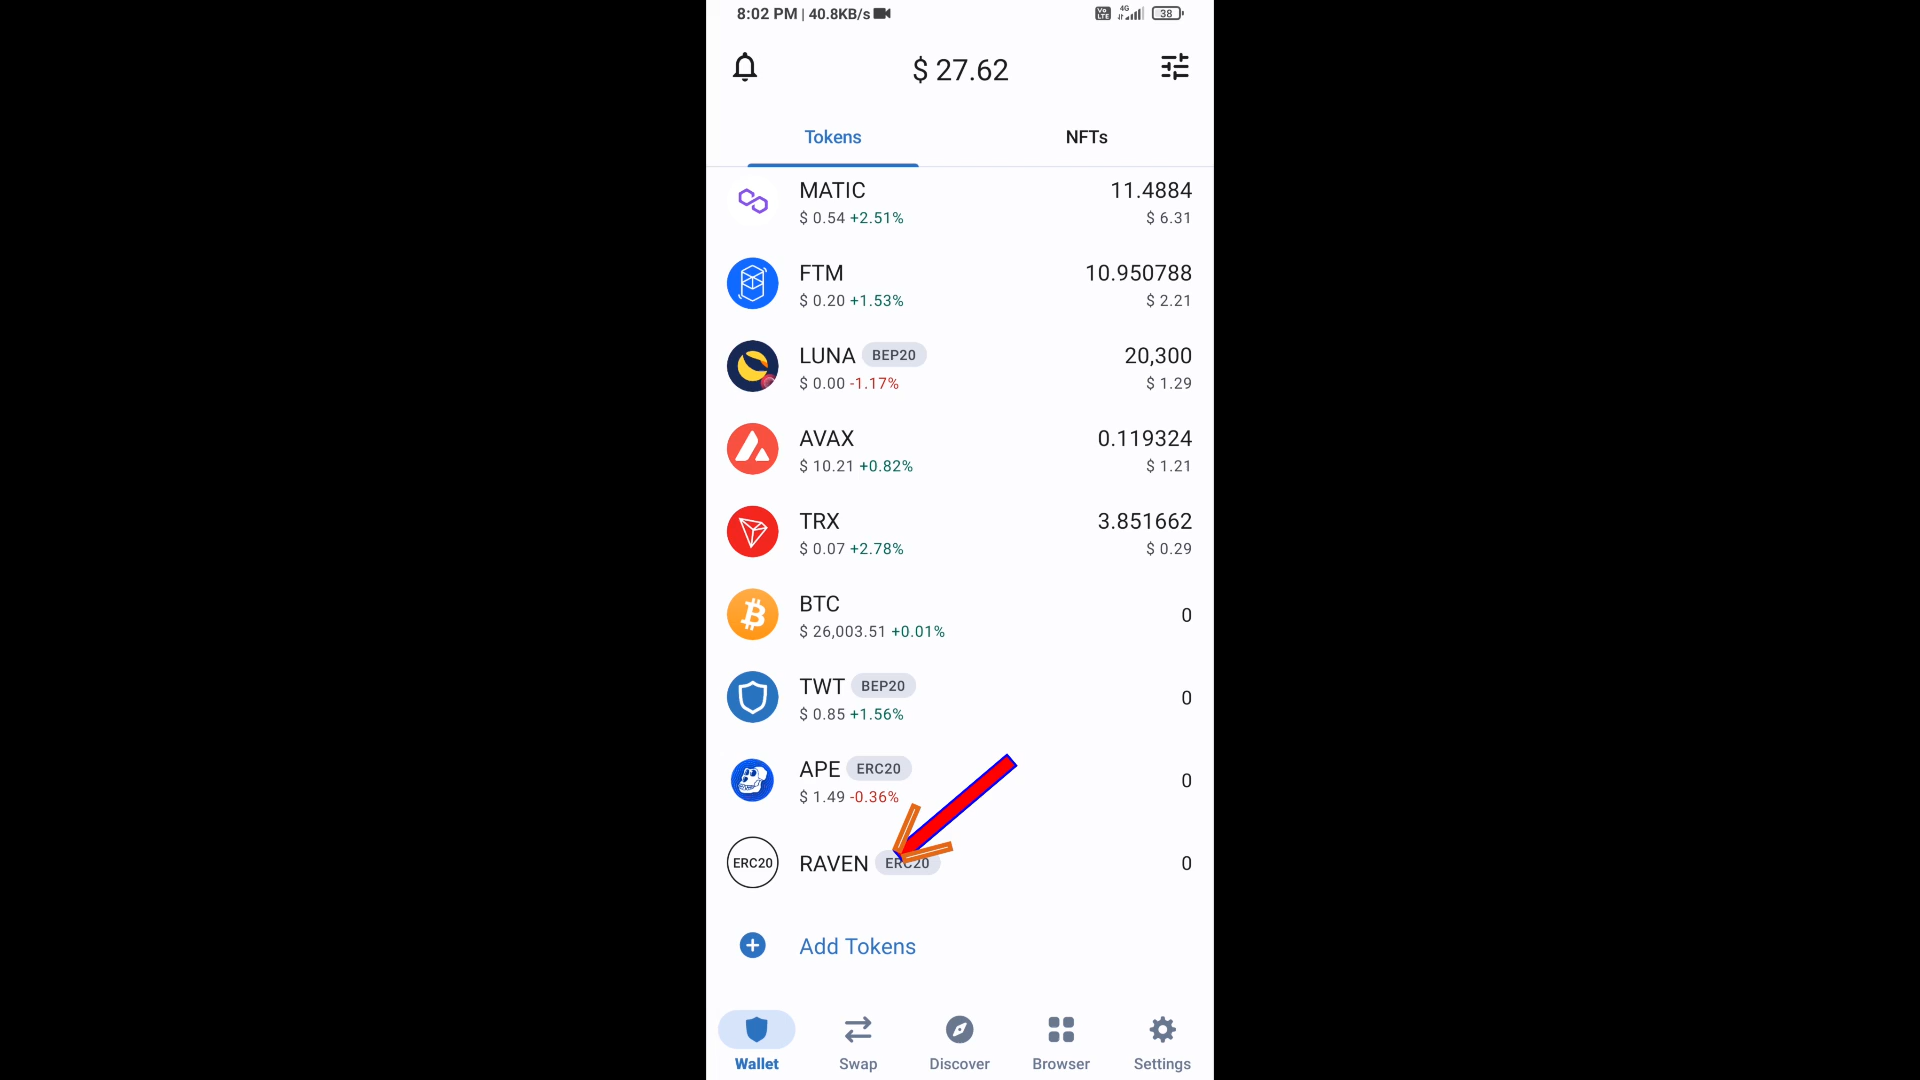 8:02 PM | 40.8KB/s
Vo LTE 4G 38
$ 27.62
Tokens NFTs
MATIC 11.4884
$ 0.54 +2.51% $ 6.31
FTM 10.950788
$ 0.20 +1.53% $ 2.21
LUNA BEP20 20,300
$ 0.00 -1.17% $ 1.29
AVAX 0.119324
$ 10.21 +0.82% $ 1.21
TRX 3.851662
$ 0.07 +2.78% $ 0.29
BTC 0
$ 26,003.51 +0.01%
TWT BEP20 0
$ 0.85 +1.56%
APE ERC20 0
$ 1.49 -0.36%
ERC20 RAVEN ERC20 0
Add Tokens
Wallet Swap Discover Browser Settings